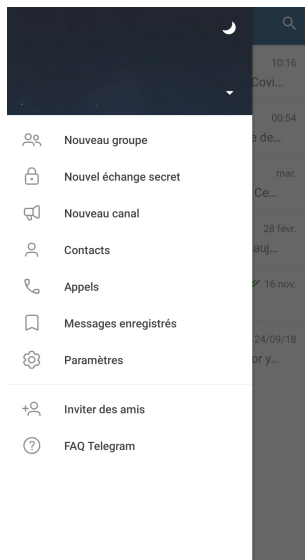 10:16
Covi...
00:54
e de...
Nouveau groupe
mar.
Nouvel échange secret
Ce...
Nouveau canal
28 févr.
Contacts
auj...
Appels
16 nov.
Messages enregistrés
24/09/18
Paramètres
or y...
Inviter des amis
FAQ Telegram